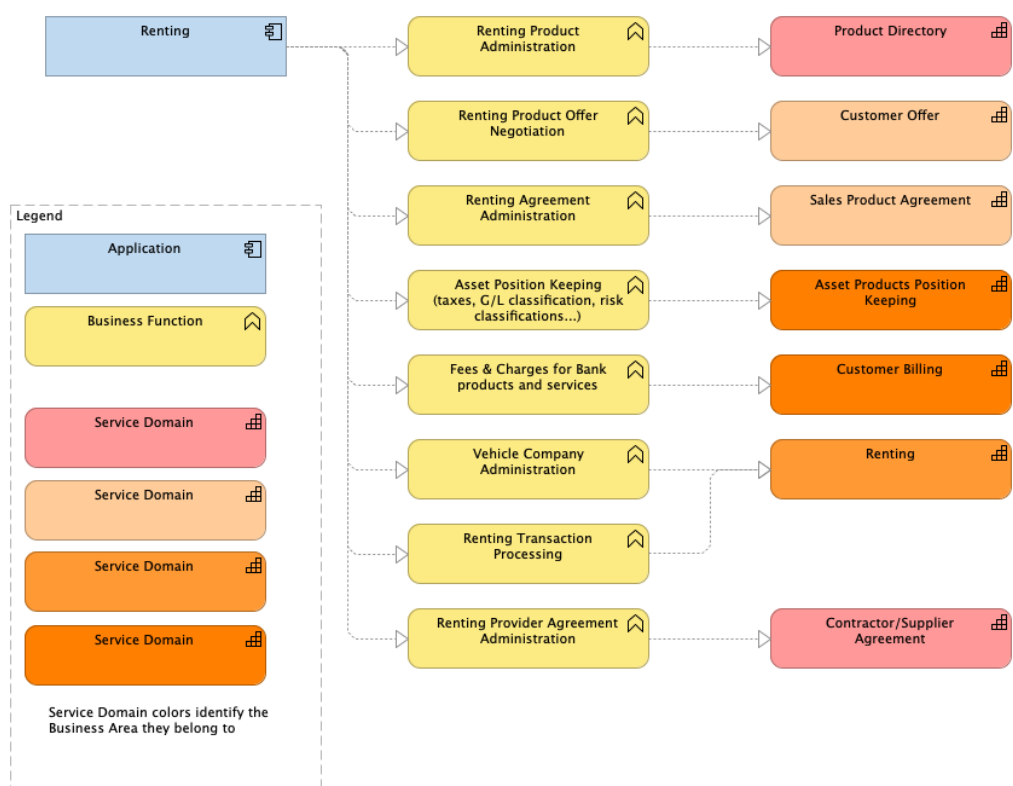 Renting
Renting Product
Administration
Product Directory
Renting Product Offer
Negotiation
Customer Offer
Renting Agreement
Administration
Sales Product Agreement
Asset Position Keeping
(taxes, G/L classification, risk
classifications...)
Asset Products Position
Keeping
Fees & Charges for Bank
products and services
Customer Billing
Vehicle Company
Administration
Renting
Renting Transaction
Processing
Renting Provider Agreement
Administration
Contractor/Supplier
Agreement
Legend
Application
Business Function
Service Domain
Service Domain
Service Domain
Service Domain
Service Domain colors identify the
Business Area they belong to